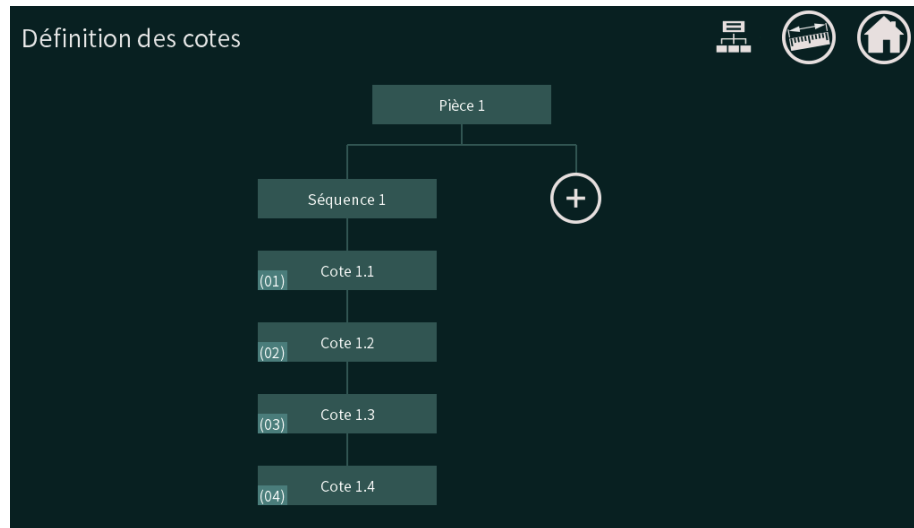 Définition des cotes
Pièce 1
Séquence 1
+
Cote 1.1
(01)
Cote 1.2
(02)
Cote 1.3
(03)
Cote 1.4
(04)